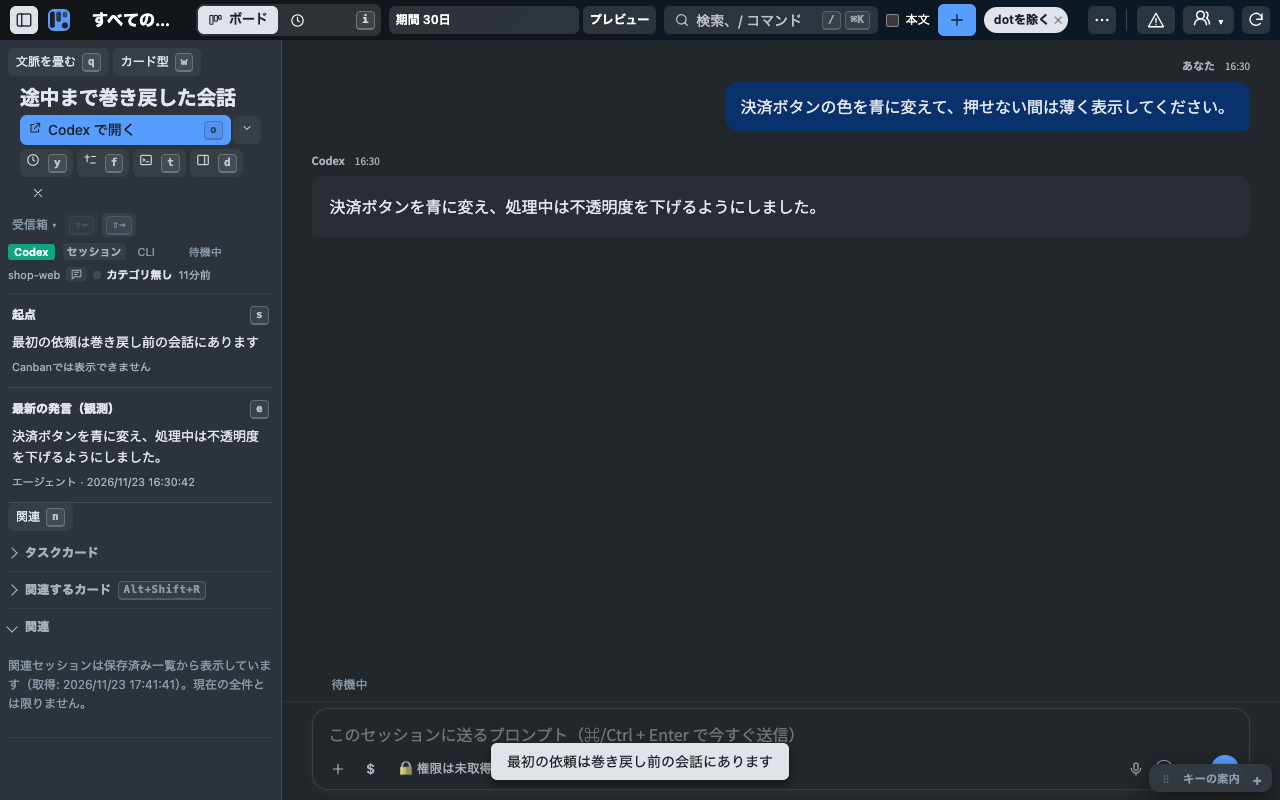 すべての...
ボード
i
期間 30日
プレビュー
検索、/ コマンド
/
⌘K
本文
+
dotを除く ×
...
文脈を畳む q
カード型 w
途中まで巻き戻した会話
Codex で開く o
y
f
t
d
×
受信箱
⇧←
⇧→
Codex
セッション
CLI
待機中
shop-web
カテゴリ無し
11分前
起点 s
最初の依頼は巻き戻し前の会話にあります
Canbanでは表示できません
最新の発言（観測） e
決済ボタンを青に変え、処理中は不透明度
を下げるようにしました。
エージェント · 2026/11/23 16:30:42
関連 n
タスクカード
関連するカード Alt+Shift+R
関連
関連セッションは保存済み一覧から表示していま
す（取得: 2026/11/23 17:41:41）。現在の全件と
は限りません。
あなた 16:30
決済ボタンの色を青に変えて、押せない間は薄く表示してください。
Codex 16:30
決済ボタンを青に変え、処理中は不透明度を下げるようにしました。
待機中
このセッションに送るプロンプト（⌘/Ctrl + Enter で今すぐ送信）
+
$
権限は未取得
最初の依頼は巻き戻し前の会話にあります
キーの案内 +